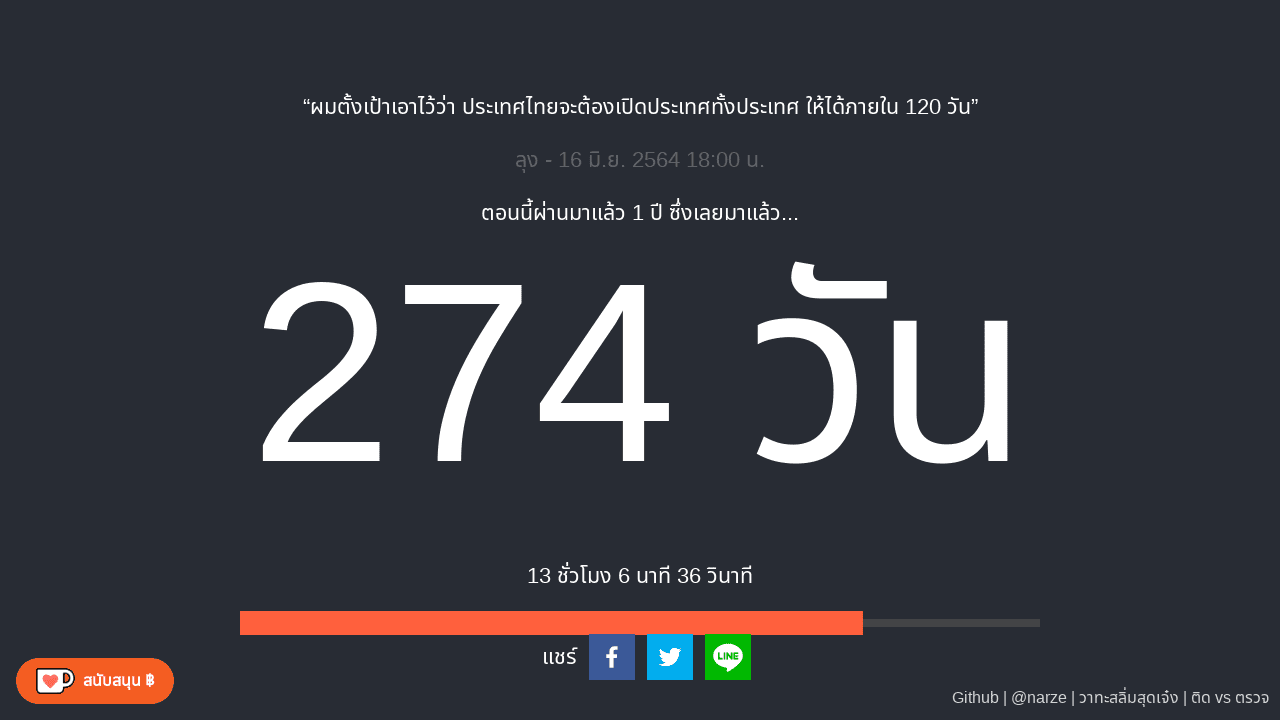 “ผมตั้งเป้าเอาไว้ว่า ประเทศไทยจะต้องเปิดประเทศทั้งประเทศ ให้ได้ภายใน 120 วัน”
ลุง - 16 มิ.ย. 2564 18:00 น.
ตอนนี้ผ่านมาแล้ว 1 ปี ซึ่งเลยมาแล้ว...
274 วัน
13 ชั่วโมง 6 นาที 36 วินาที
แชร์
LINE
สนับสนุน ฿
Github | @narze | วาทะสลิ่มสุดเจ๋ง | ติด vs ตรวจ